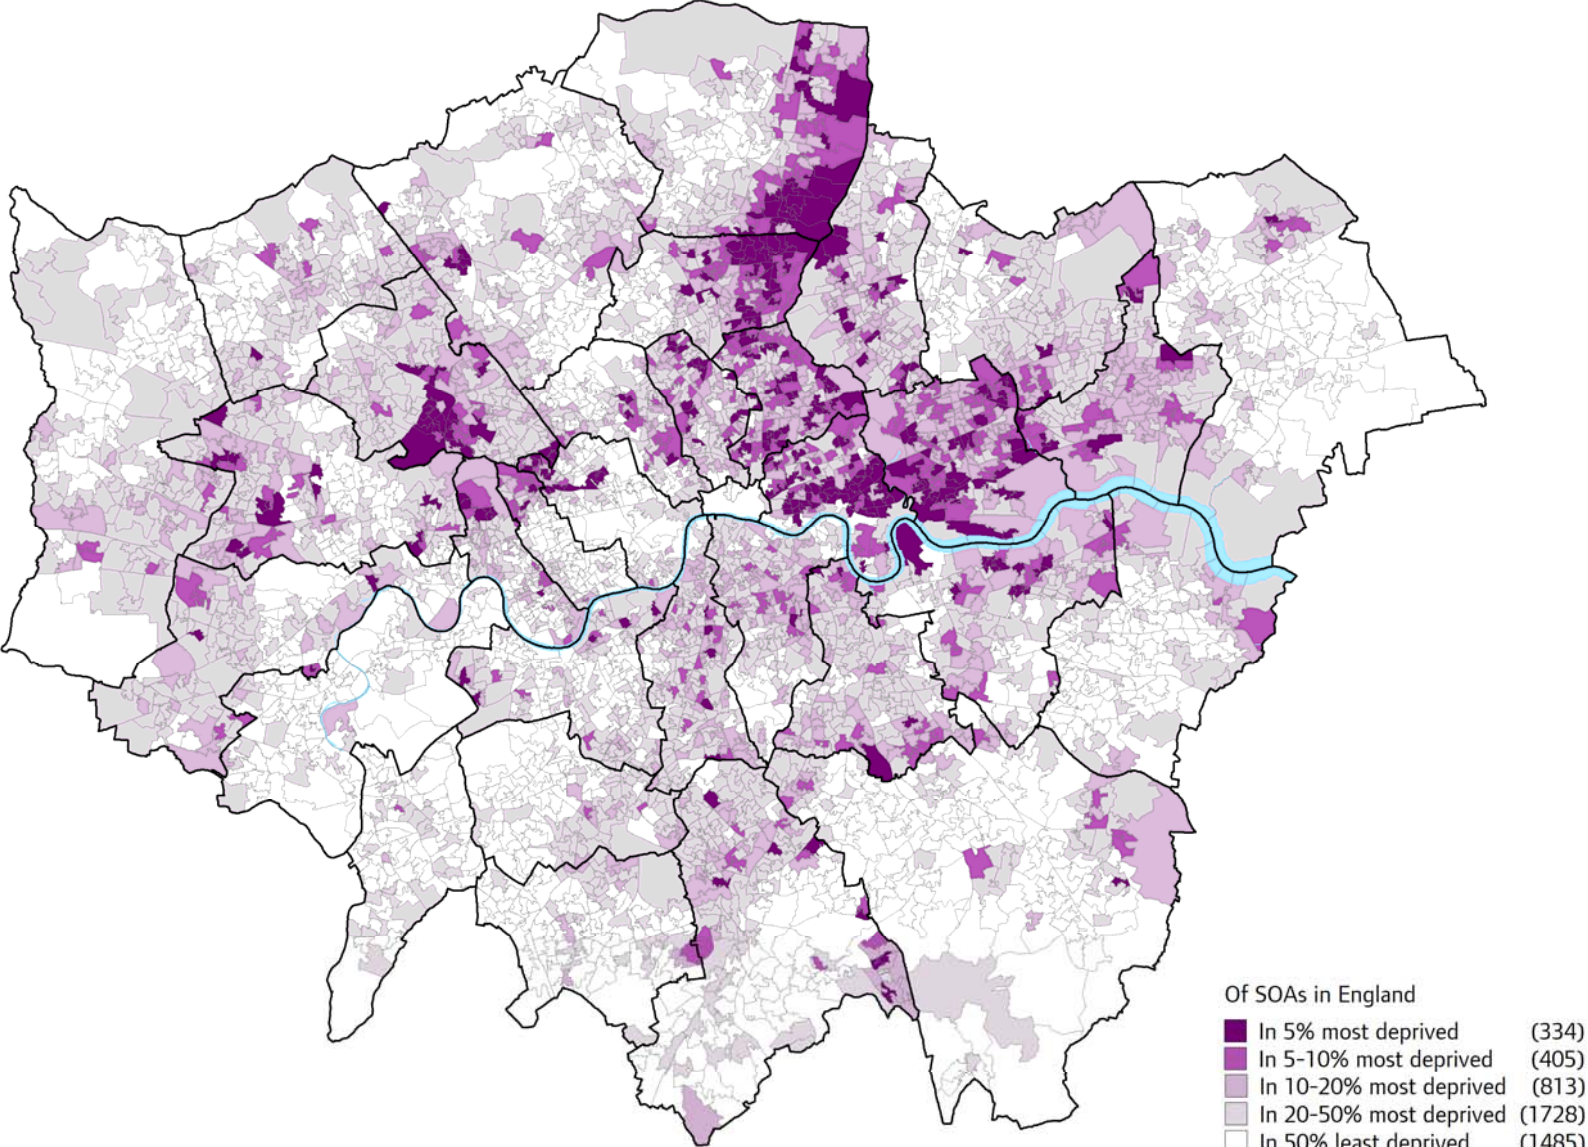 Of SOAs in England
In 5% most deprived (334)
In 5-10% most deprived (405)
In 10-20% most deprived (813)
In 20-50% most deprived (1728)
In 50% least deprived (1485)